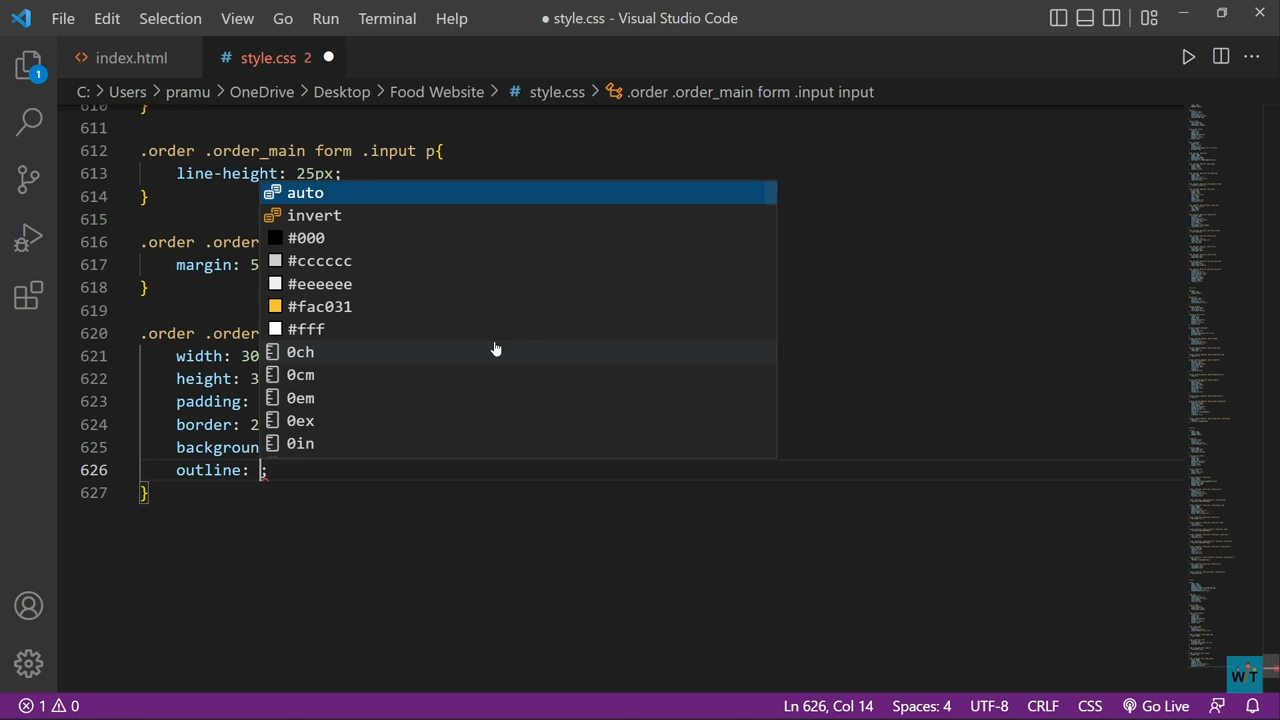 File Edit Selection View Go Run Terminal Help ● style.css - Visual Studio Code
index.html # style.css 2
1
C: > Users > pramu > OneDrive > Desktop > Food Website > # style.css > .order .order_main form .input input
610 }
611
612 .order .order_main form .input p{
613 line-height: 25px;
614 }
auto
615
invert
616 .order .order
#000
617 margin: 5
#cccccc
618 }
#eeeeee
619
#fac031
620 .order .order
#fff
621 width: 30
0ch
622 height: 3
0cm
623 padding:
0em
624 border: 2
0ex
625 backgroun
0in
626 outline: ;
627 }
WT
1 0 Ln 626, Col 14 Spaces: 4 UTF-8 CRLF CSS Go Live